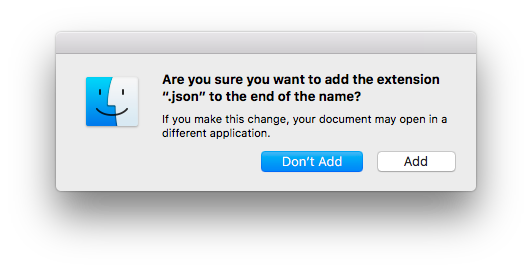 Are you sure you want to add the extension
“.json” to the end of the name?
If you make this change, your document may open in a
different application.
Don’t Add
Add